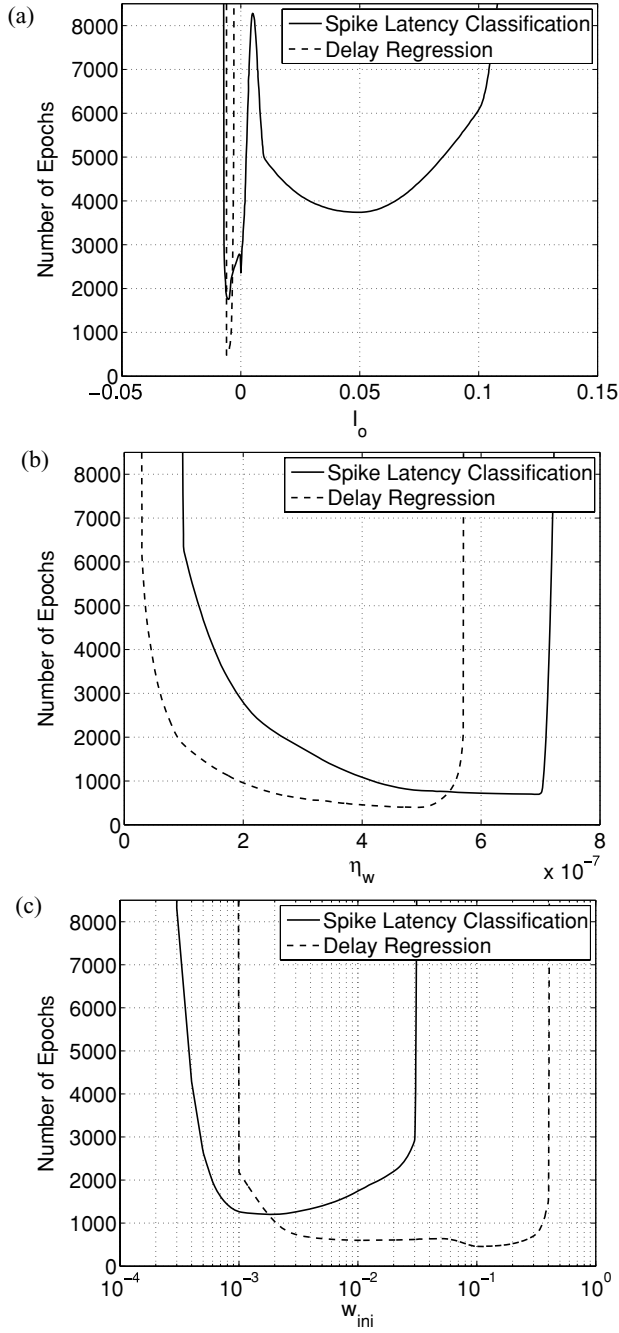 (a)
Spike Latency Classification
Delay Regression
Number of Epochs
8000
7000
6000
5000
4000
3000
2000
1000
0
−0.05 0 0.05 0.1 0.15
I_o
(b)
Spike Latency Classification
Delay Regression
Number of Epochs
8000
7000
6000
5000
4000
3000
2000
1000
0
0 2 4 6 8
x 10^−7
η_w
(c)
Spike Latency Classification
Delay Regression
Number of Epochs
8000
7000
6000
5000
4000
3000
2000
1000
0
10^−4 10^−3 10^−2 10^−1 10^0
w_ini